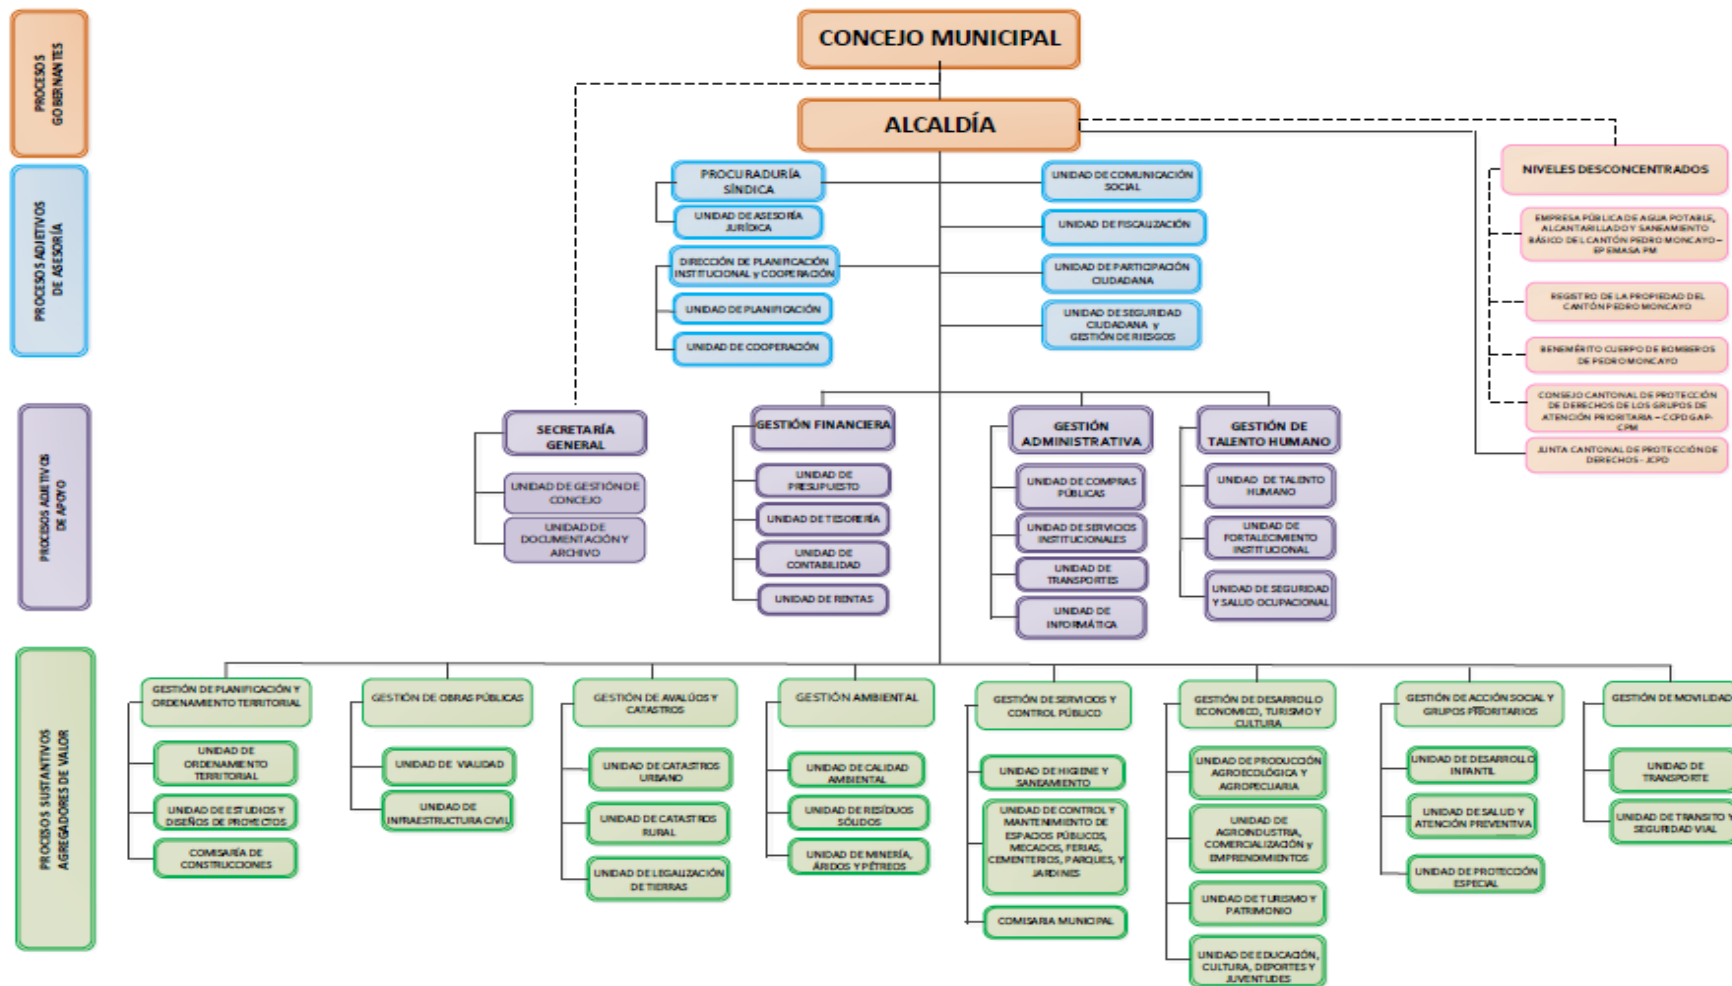 PROCESOS
GOBERNANTES
CONCEJO MUNICIPAL
ALCALDÍA
PROCESOS ADJETIVOS
DE ASESORÍA
PROCURADURÍA
SÍNDICA
UNIDAD DE ASESORÍA
JURÍDICA
DIRECCIÓN DE PLANIFICACIÓN
INSTITUCIONAL y COOPERACIÓN
UNIDAD DE PLANIFICACIÓN
UNIDAD DE COOPERACIÓN
UNIDAD DE COMUNICACIÓN
SOCIAL
UNIDAD DE FISCALIZACIÓN
UNIDAD DE PARTICIPACIÓN
CIUDADANA
UNIDAD DE SEGURIDAD
CIUDADANA y
GESTIÓN DE RIESGOS
NIVELES DESCONCENTRADOS
EMPRESA PÚBLICA DE AGUA POTABLE,
ALCANTARILLADO Y SANEAMIENTO
BÁSICO DEL CANTÓN PEDRO MONCAYO –
EP EMASA PM
REGISTRO DE LA PROPIEDAD DEL
CANTÓN PEDRO MONCAYO
BENEMÉRITO CUERPO DE BOMBEROS
DE PEDRO MONCAYO
CONSEJO CANTONAL DE PROTECCIÓN
DE DERECHOS DE LOS GRUPOS DE
ATENCIÓN PRIORITARIA – CCPD GAP-
CPM
JUNTA CANTONAL DE PROTECCIÓN DE
DERECHOS - JCPD
PROCESOS ADJETIVOS
DE APOYO
SECRETARÍA
GENERAL
UNIDAD DE GESTIÓN DE
CONCEJO
UNIDAD DE
DOCUMENTACIÓN Y
ARCHIVO
GESTIÓN FINANCIERA
UNIDAD DE
PRESUPUESTO
UNIDAD DE TESORERÍA
UNIDAD DE
CONTABILIDAD
UNIDAD DE RENTAS
GESTIÓN
ADMINISTRATIVA
UNIDAD DE COMPRAS
PÚBLICAS
UNIDAD DE SERVICIOS
INSTITUCIONALES
UNIDAD DE
TRANSPORTES
UNIDAD DE
INFORMÁTICA
GESTIÓN DE
TALENTO HUMANO
UNIDAD DE TALENTO
HUMANO
UNIDAD DE
FORTALECIMIENTO
INSTITUCIONAL
UNIDAD DE SEGURIDAD
Y SALUD OCUPACIONAL
PROCESOS SUSTANTIVOS
AGREGADORES DE VALOR
GESTIÓN DE PLANIFICACIÓN Y
ORDENAMIENTO TERRITORIAL
UNIDAD DE
ORDENAMIENTO
TERRITORIAL
UNIDAD DE ESTUDIOS Y
DISEÑOS DE PROYECTOS
COMISARÍA DE
CONSTRUCCIONES
GESTIÓN DE OBRAS PÚBLICAS
UNIDAD DE VIALIDAD
UNIDAD DE
INFRAESTRUCTURA CIVIL
GESTIÓN DE AVALÚOS Y
CATASTROS
UNIDAD DE CATASTROS
URBANO
UNIDAD DE CATASTROS
RURAL
UNIDAD DE LEGALIZACIÓN
DE TIERRAS
GESTIÓN AMBIENTAL
UNIDAD DE CALIDAD
AMBIENTAL
UNIDAD DE RESÍDUOS
SÓLIDOS
UNIDAD DE MINERÍA,
ÁRIDOS Y PÉTREOS
GESTIÓN DE SERVICIOS Y
CONTROL PÚBLICO
UNIDAD DE HIGIENE Y
SANEAMIENTO
UNIDAD DE CONTROL Y
MANTENIMIENTO DE
ESPACIOS PÚBLICOS,
MECADOS, FERIAS,
CEMENTERIOS, PARQUES, Y
JARDINES
COMISARIA MUNICIPAL
GESTIÓN DE DESARROLLO
ECONOMICO, TURISMO Y
CULTURA
UNIDAD DE PRODUCCIÓN
AGROECOLÓGICA Y
AGROPECUARIA
UNIDAD DE
AGROINDUSTRIA,
COMERCIALIZACIÓN y
EMPRENDIMIENTOS
UNIDAD DE TURISMO Y
PATRIMONIO
UNIDAD DE EDUCACIÓN,
CULTURA, DEPORTES Y
JUVENTUDES
GESTIÓN DE ACCIÓN SOCIAL Y
GRUPOS PRIORITARIOS
UNIDAD DE DESARROLLO
INFANTIL
UNIDAD DE SALUD Y
ATENCIÓN PREVENTIVA
UNIDAD DE PROTECCIÓN
ESPECIAL
GESTIÓN DE MOVILIDAD
UNIDAD DE
TRANSPORTE
UNIDAD DE TRANSITO Y
SEGURIDAD VIAL